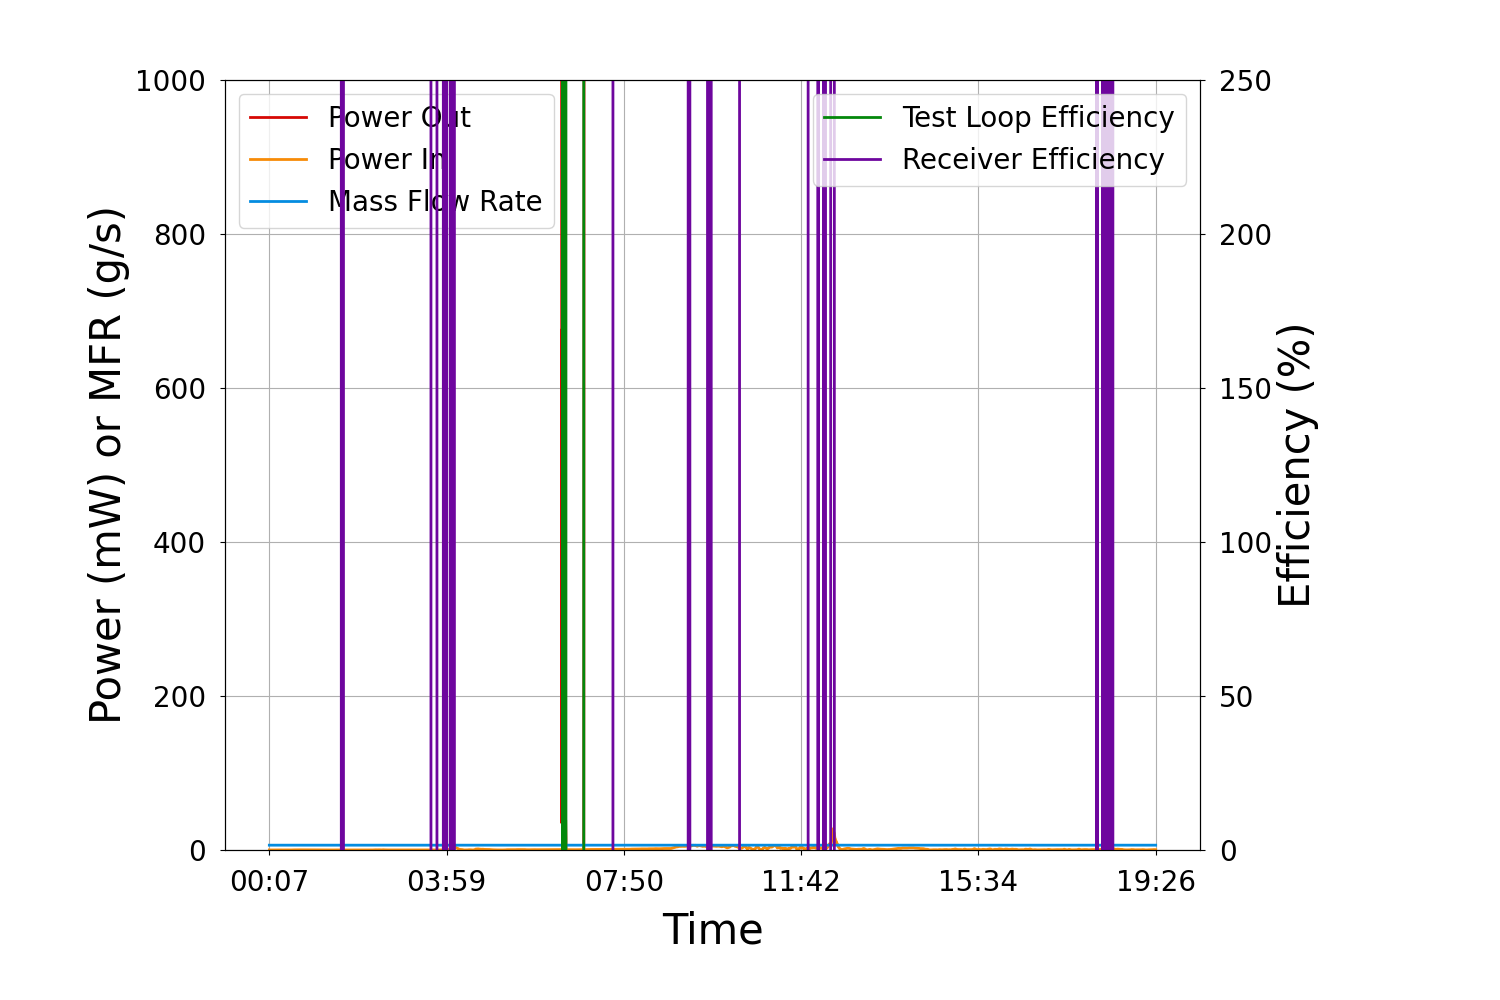 1000
800
600
400
200
0
Power (mW) or MFR (g/s)
Power Out
Power In
Mass Flow Rate
Test Loop Efficiency
Receiver Efficiency
250
200
150
100
50
0
Efficiency (%)
00:07 03:59 07:50 11:42 15:34 19:26
Time